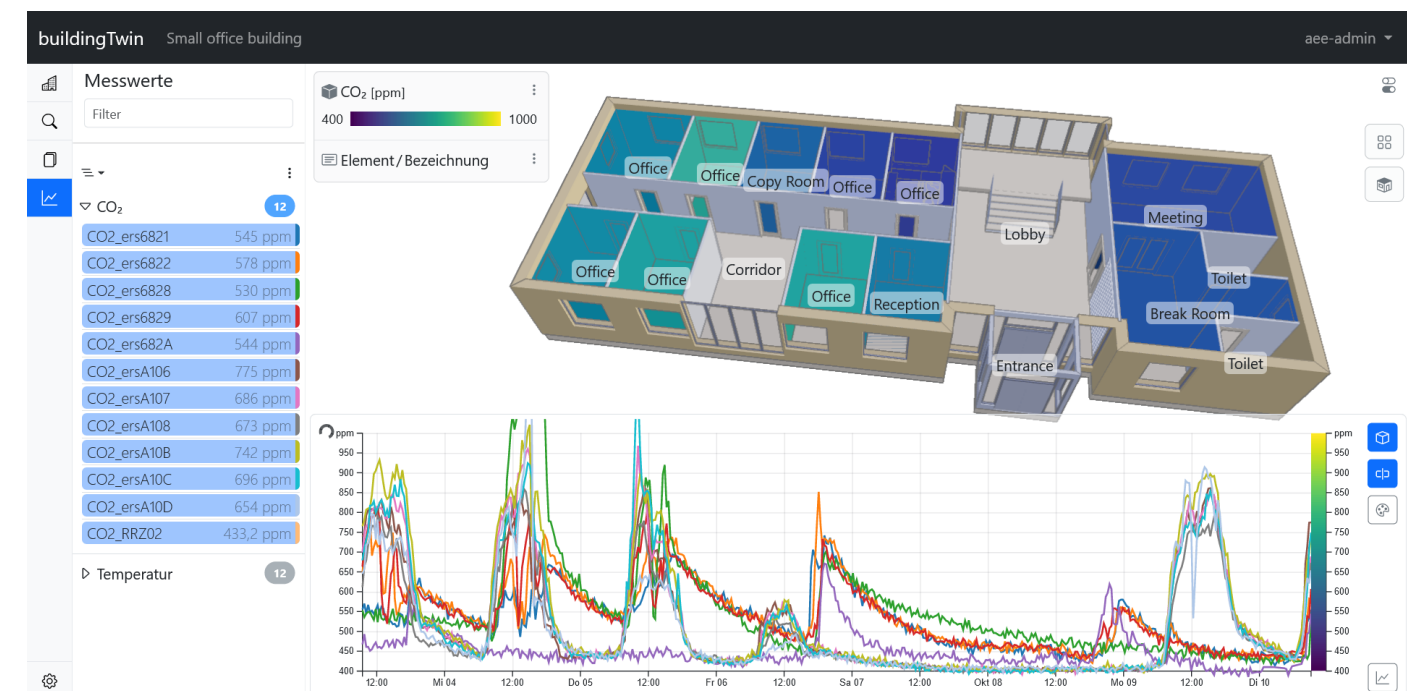 buildingTwin Small office building aee-admin
Messwerte
Filter
CO₂ 12
CO2_ers6821 545 ppm
CO2_ers6822 578 ppm
CO2_ers6828 530 ppm
CO2_ers6829 607 ppm
CO2_ers682A 544 ppm
CO2_ersA106 775 ppm
CO2_ersA107 686 ppm
CO2_ersA108 673 ppm
CO2_ersA10B 742 ppm
CO2_ersA10C 696 ppm
CO2_ersA10D 654 ppm
CO2_RRZ02 433,2 ppm
Temperatur 12
CO₂ [ppm]
400 1000
Element/Bezeichnung
Office
Office
Copy Room
Office
Office
Meeting
Lobby
Office
Office
Corridor
Toilet
Office
Reception
Break Room
Entrance
Toilet
ppm
950
900
850
800
750
700
650
600
550
500
450
400
12:00 Mi 04 12:00 Do 05 12:00 Fr 06 12:00 Sa 07 12:00 Okt 08 12:00 Mo 09 12:00 Di 10
ppm
950
900
850
800
750
700
650
600
550
500
450
400